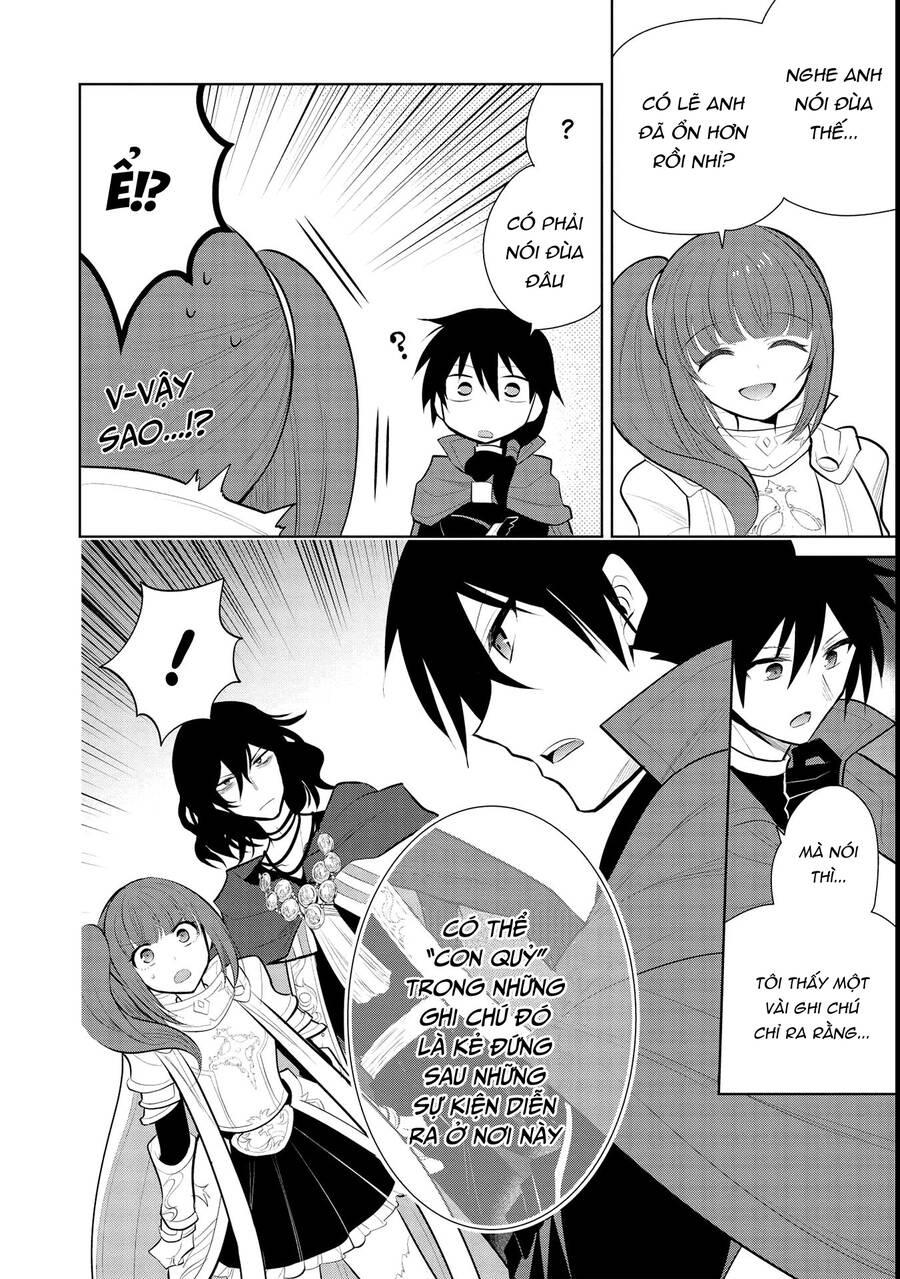 NGHE ANH
NÓI ĐÙA
THẾ...
CÓ LẼ ANH
ĐÃ ỔN HƠN
RỒI NHỈ?
?
CÓ PHẢI
NÓI ĐÙA
ĐÂU
?
Ể!?
V-VẬY
SAO...!?
MÀ NÓI
THÌ...
TÔI THẤY MỘT
VÀI GHI CHÚ
CHỈ RA RẰNG...
CÓ THỂ
"CON QUỶ"
TRONG NHỮNG
GHI CHÚ ĐÓ
LÀ KẺ ĐỨNG
SAU NHỮNG
SỰ KIỆN DIỄN
RA Ở NƠI NÀY
!